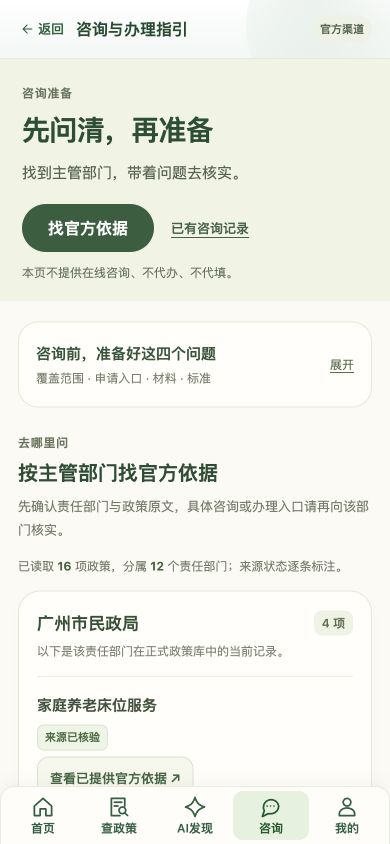 ← 返回 咨询与办理指引 官方渠道
咨询准备
先问清，再准备
找到主管部门，带着问题去核实。
找官方依据 已有咨询记录
本页不提供在线咨询、不代办、不代填。
咨询前，准备好这四个问题
覆盖范围 · 申请入口 · 材料 · 标准
展开
去哪里问
按主管部门找官方依据
先确认责任部门与政策原文，具体咨询或办理入口请再向该部
门核实。
已读取 16 项政策，分属 12 个责任部门；来源状态逐条标注。
广州市民政局 4 项
以下是该责任部门在正式政策库中的当前记录。
家庭养老床位服务
来源已核验
查看已提供官方依据 ↗
首页 查政策 AI发现 咨询 我的